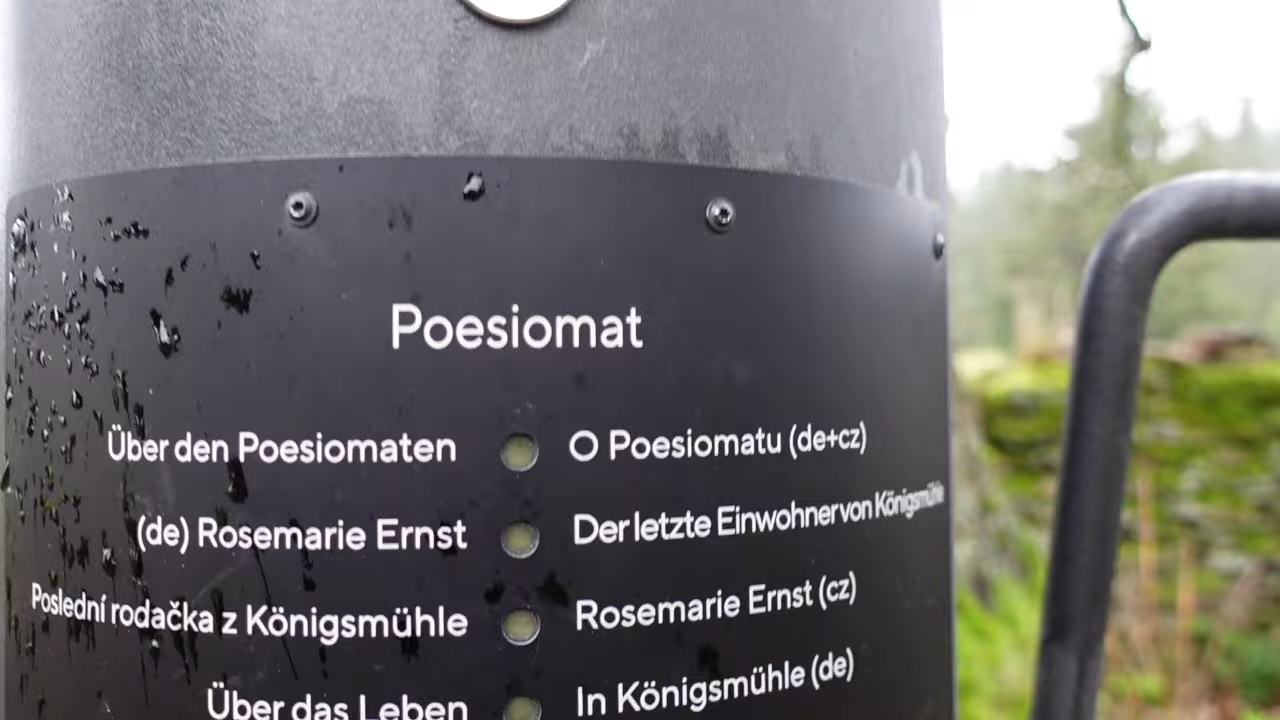 Poesiomat
Über den Poesiomaten O Poesiomatu (de+cz)
(de) Rosemarie Ernst Der letzte Einwohner von Königsmühle
Poslední rodačka z Königsmühle Rosemarie Ernst (cz)
Über das Leben In Königsmühle (de)